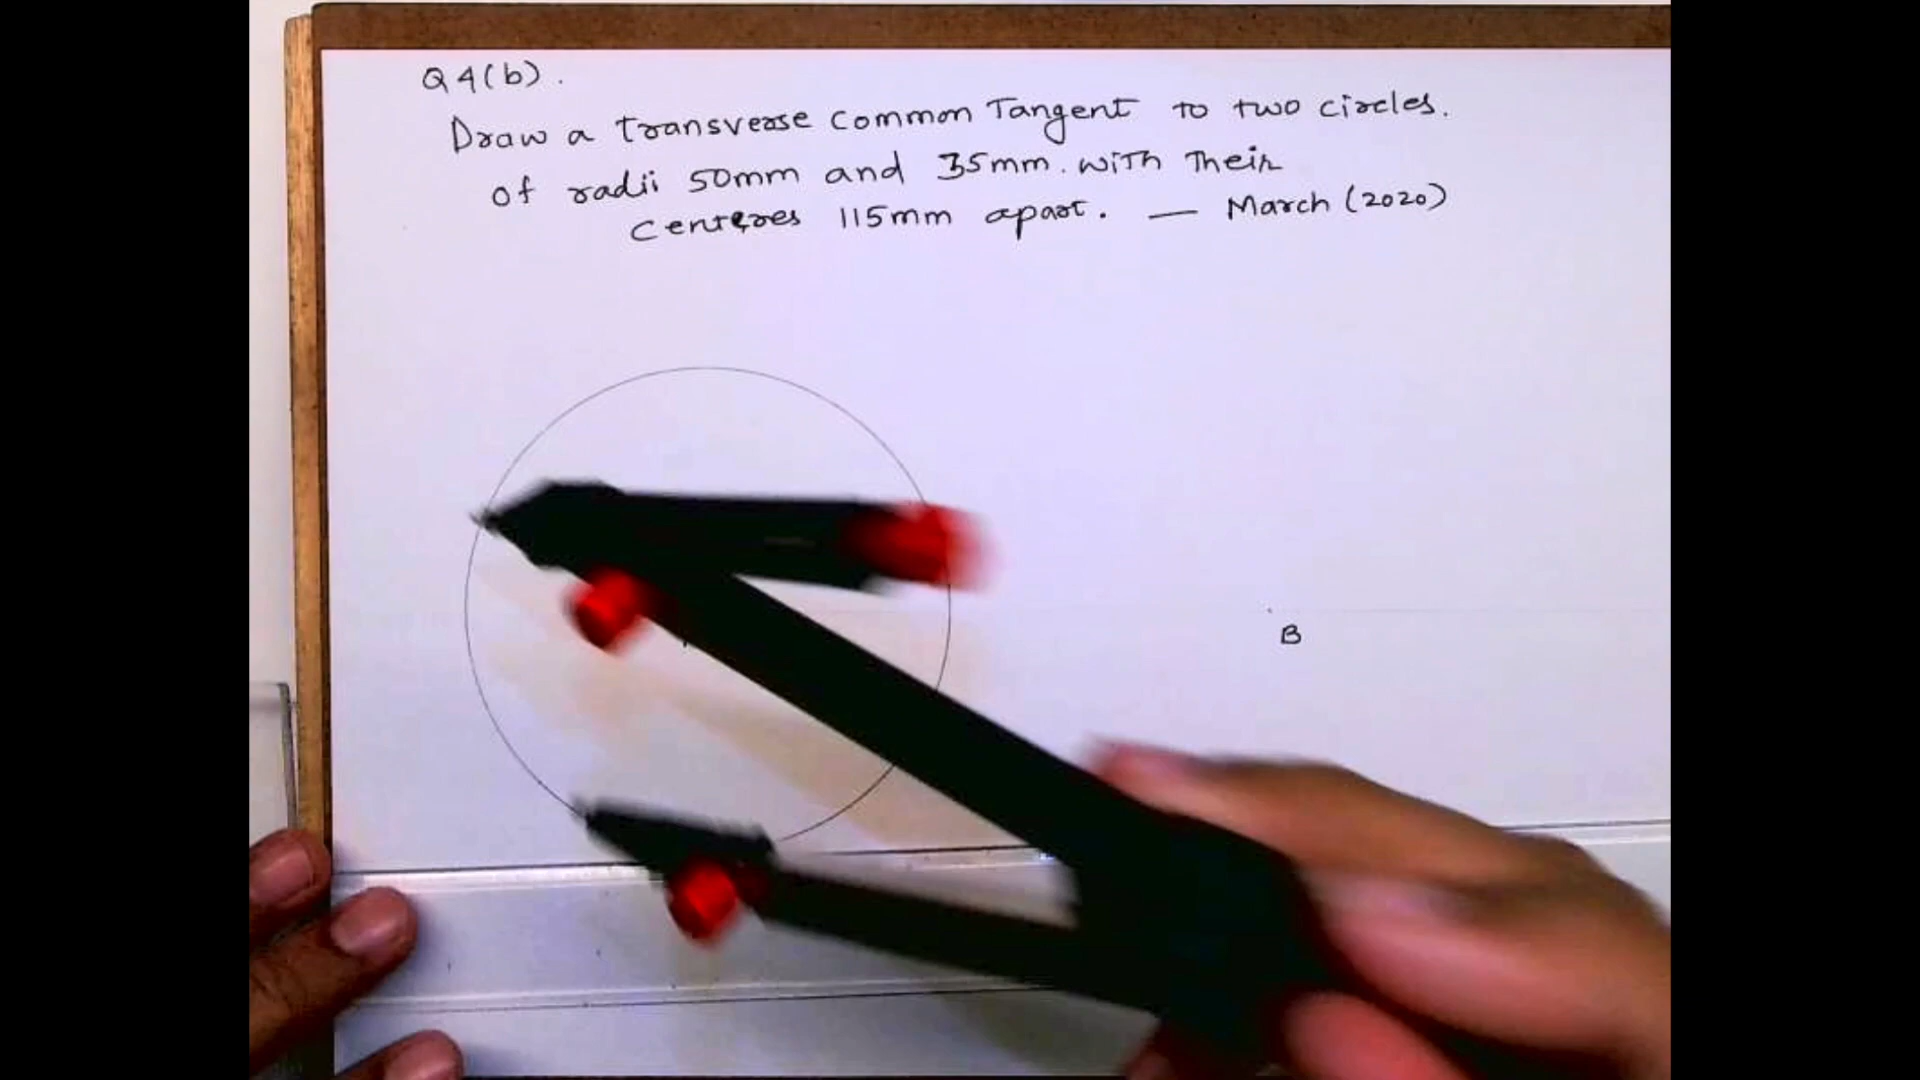 Q4(b).
Draw a transverse common Tangent to two circles.
of radii 50mm and 35mm. with Their
centeres 115mm apart. — March (2020)
B